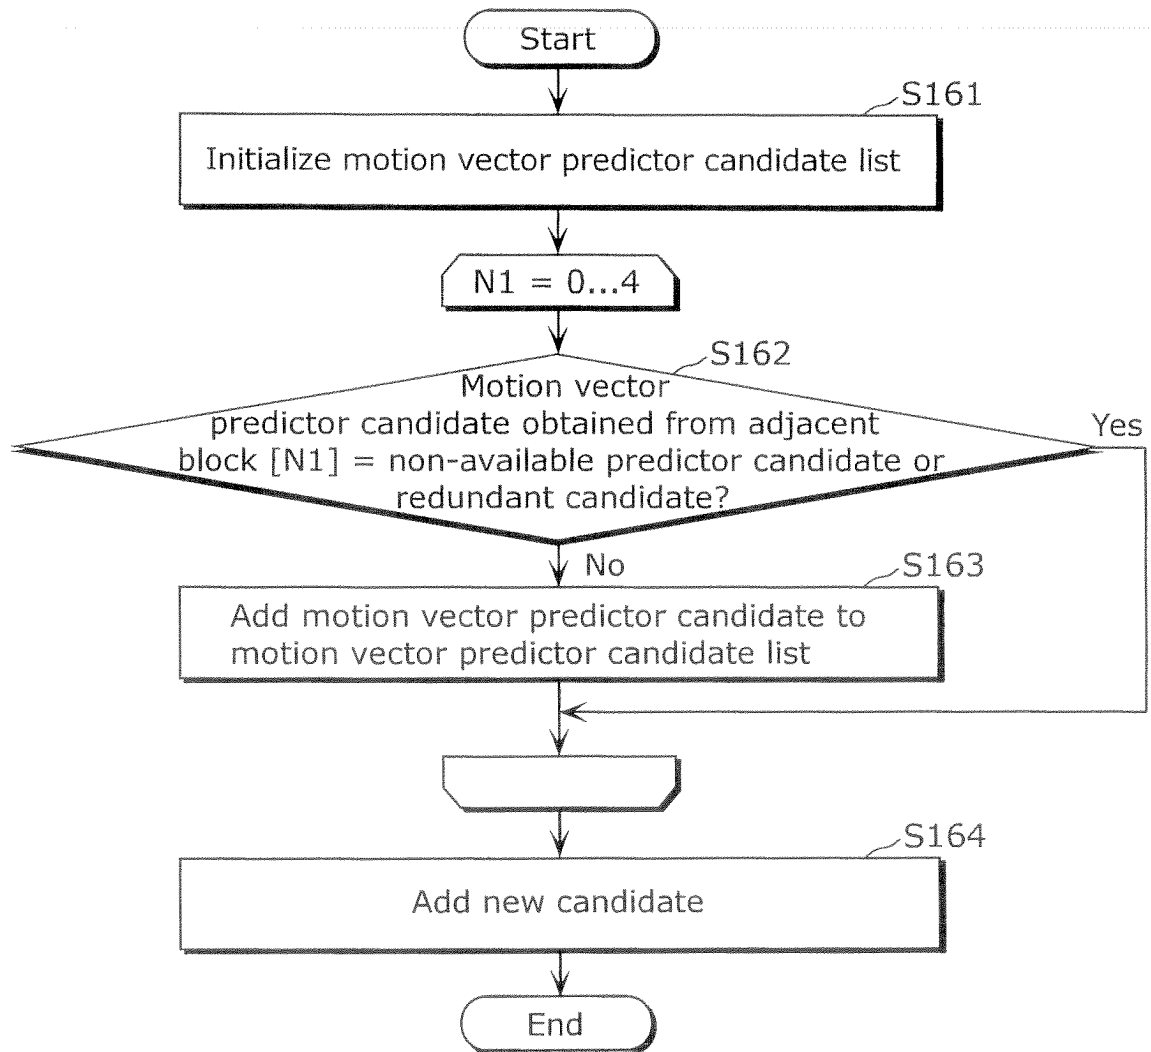 Start
S161
Initialize motion vector predictor candidate list
N1 = 0...4
S162
Motion vector
predictor candidate obtained from adjacent
block [N1] = non-available predictor candidate or
redundant candidate?
Yes
No
S163
Add motion vector predictor candidate to
motion vector predictor candidate list
S164
Add new candidate
End